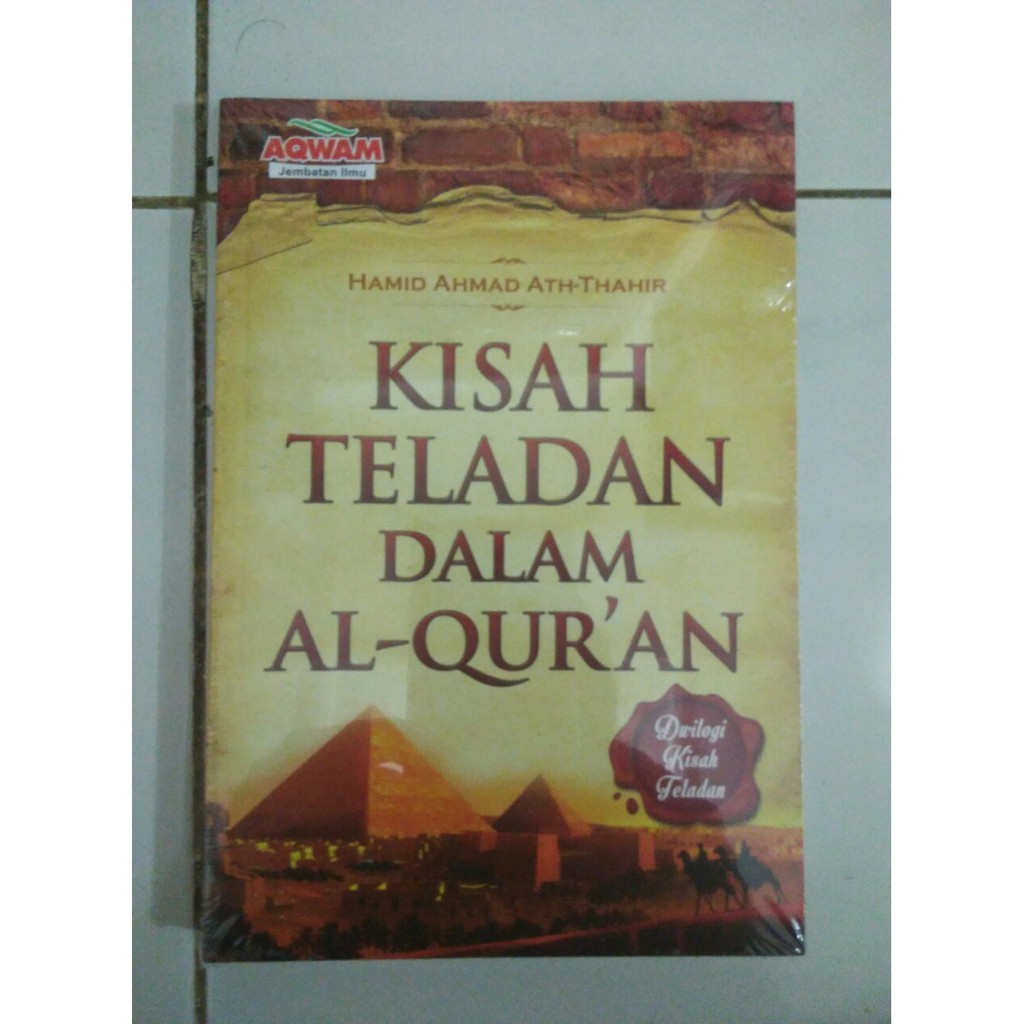 AQWAM
Jembatan Ilmu
HAMID AHMAD ATH-THAHIR
KISAH
TELADAN
DALAM
AL-QUR'AN
Dwilogi
Kisah
Teladan